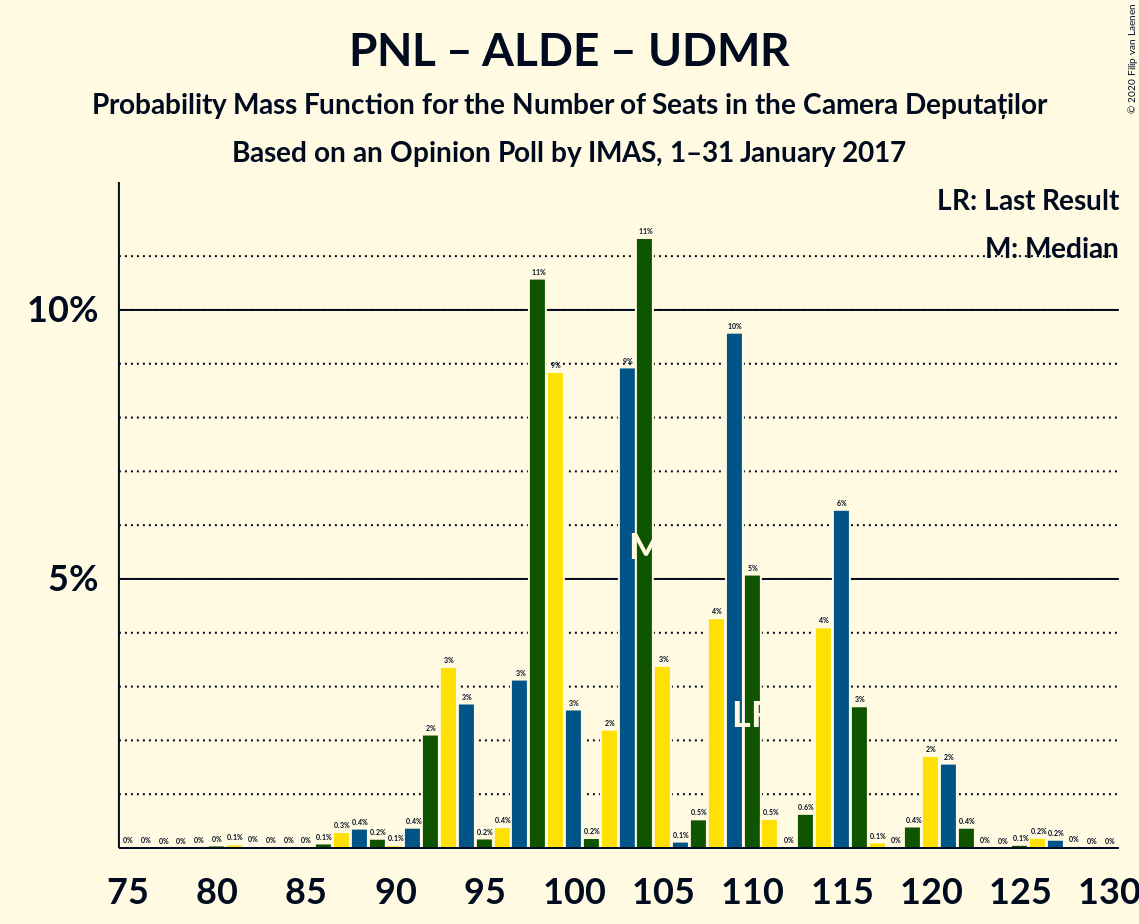 PNL – ALDE – UDMR
Probability Mass Function for the Number of Seats in the Camera Deputaților
Based on an Opinion Poll by IMAS, 1–31 January 2017
© 2020 Filip van Laenen
LR: Last Result
M: Median
10%
5%
0% 0% 0% 0% 0% 0% 0.1% 0% 0% 0% 0% 0.1% 0.3% 0.4% 0.2% 0.1% 0.4% 2% 3% 3% 0.2% 0.4% 3% 11% 9% 3% 0.2% 2% 9% 11% 3% 0.1% 0.5% 4% 10% 5% 0.5% 0% 0.6% 4% 6% 3% 0.1% 0% 0.4% 2% 2% 0.4% 0% 0% 0.1% 0.2% 0.2% 0% 0% 0%
M
LR
75 80 85 90 95 100 105 110 115 120 125 130